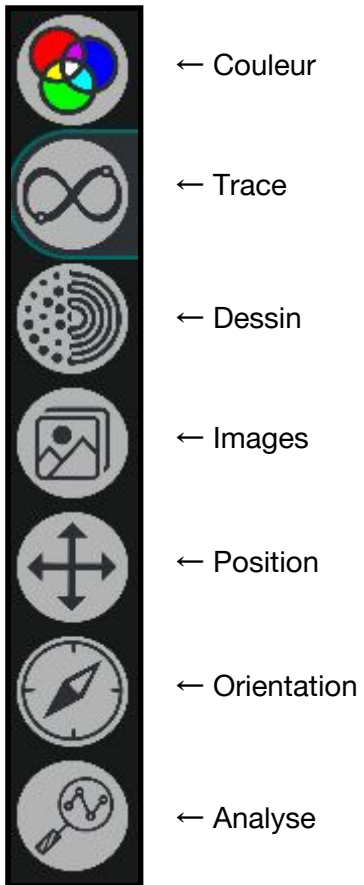 ← Couleur
← Trace
← Dessin
← Images
← Position
← Orientation
← Analyse